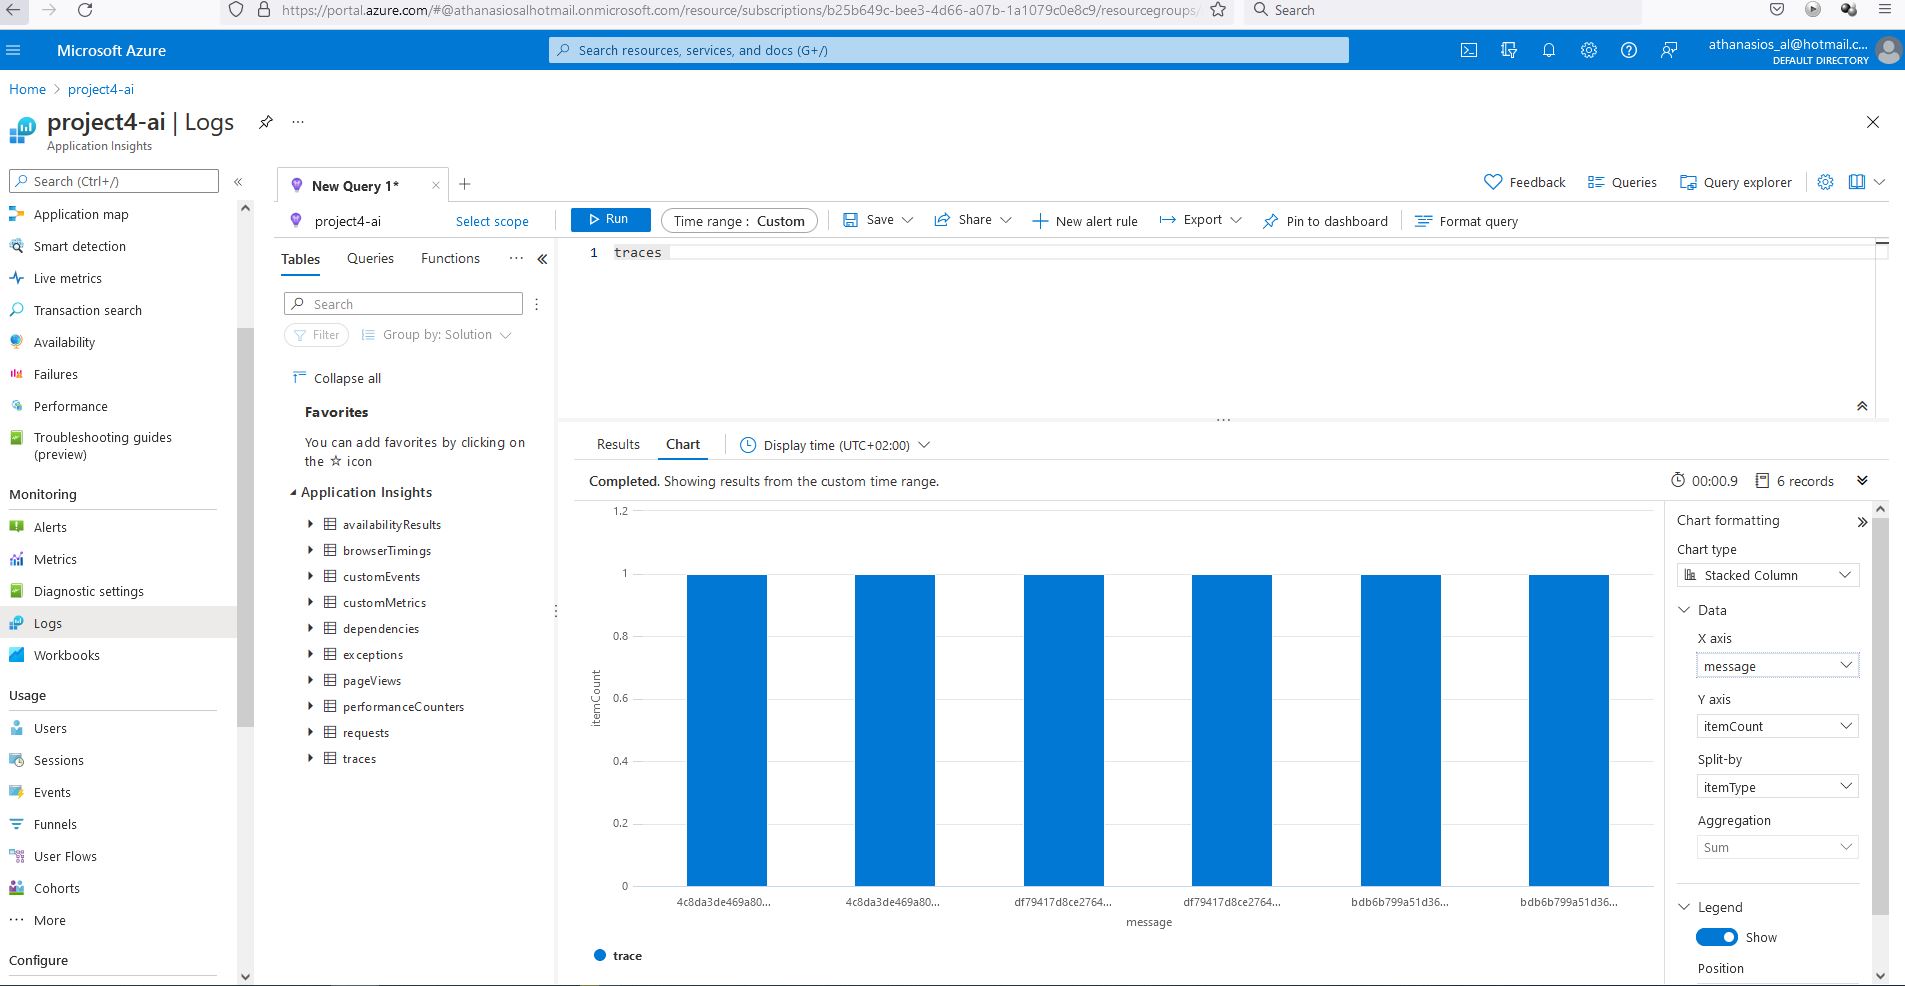 https://portal.azure.com/#@athanasiosalhotmail.onmicrosoft.com/resource/subscriptions/b25b649c-bee3-4d66-a07b-1a1079c0e8c9/resourcegroups/
Search
Microsoft Azure
Search resources, services, and docs (G+/)
athanasios_al@hotmail.c...
DEFAULT DIRECTORY
Home > project4-ai
project4-ai | Logs
Application Insights
Search (Ctrl+/)
Application map
Smart detection
Live metrics
Transaction search
Availability
Failures
Performance
Troubleshooting guides
(preview)
Monitoring
Alerts
Metrics
Diagnostic settings
Logs
Workbooks
Usage
Users
Sessions
Events
Funnels
User Flows
Cohorts
More
Configure
New Query 1*
Feedback
Queries
Query explorer
project4-ai
Select scope
Run
Time range : Custom
Save
Share
New alert rule
Export
Pin to dashboard
Format query
Tables
Queries
Functions
Search
Filter
Group by: Solution
Collapse all
Favorites
You can add favorites by clicking on
the ☆ icon
Application Insights
availabilityResults
browserTimings
customEvents
customMetrics
dependencies
exceptions
pageViews
performanceCounters
requests
traces
1 traces
Results
Chart
Display time (UTC+02:00)
Completed. Showing results from the custom time range.
00:00.9
6 records
1.2
1
0.8
0.6
0.4
0.2
0
itemCount
4c8da3de469a80...
4c8da3de469a80...
df79417d8ce2764...
df79417d8ce2764...
bdb6b799a51d36...
bdb6b799a51d36...
message
trace
Chart formatting
Chart type
Stacked Column
Data
X axis
message
Y axis
itemCount
Split-by
itemType
Aggregation
Sum
Legend
Show
Position